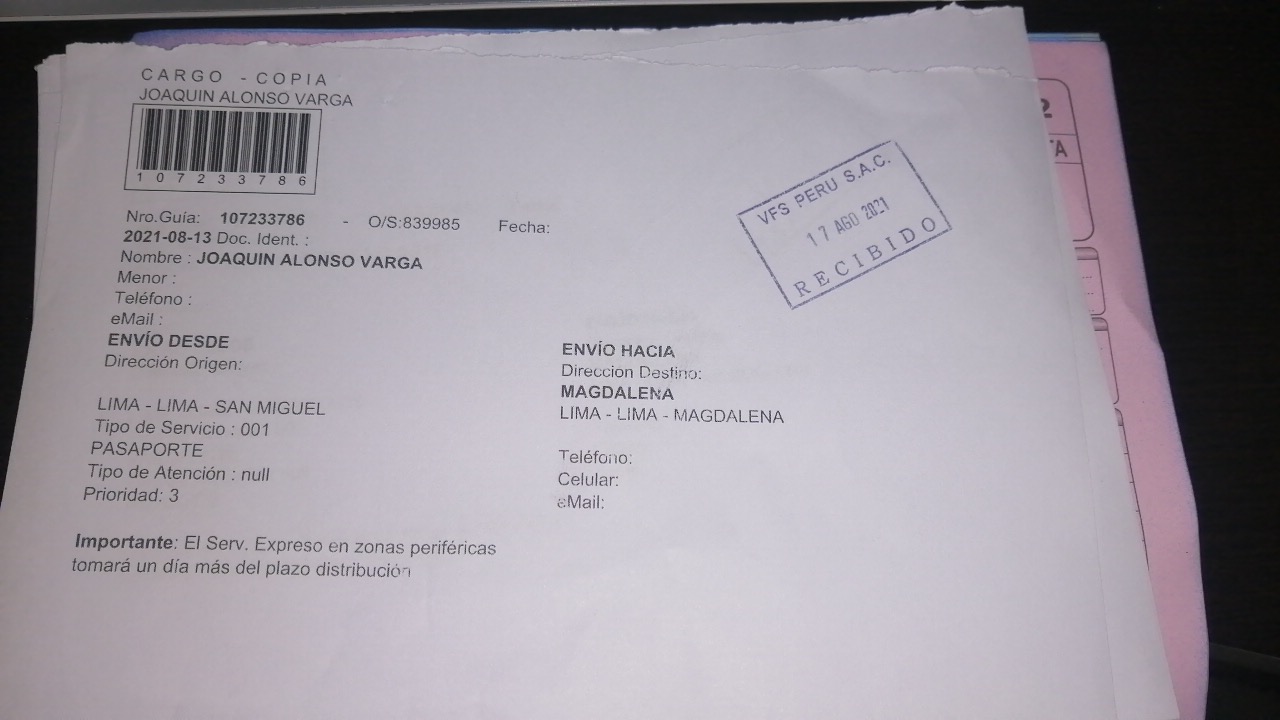 CARGO - COPIA
JOAQUIN ALONSO VARGA
107233786
Nro.Guía: 107233786 - O/S:839985 Fecha:
2021-08-13 Doc. Ident. :
Nombre : JOAQUIN ALONSO VARGA
Menor :
Teléfono :
eMail :
ENVÍO DESDE
Dirección Origen:
LIMA - LIMA - SAN MIGUEL
Tipo de Servicio : 001
PASAPORTE
Tipo de Atención : null
Prioridad: 3
ENVÍO HACIA
Direccion Destino:
MAGDALENA
LIMA - LIMA - MAGDALENA
Teléfono:
Celular:
eMail:
Importante: El Serv. Expreso en zonas periféricas
tomará un día más del plazo distribución
VFS PERU S.A.C.
17 AGO 2021
RECIBIDO
2
TA